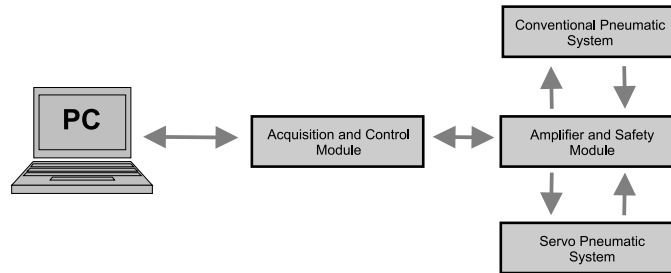 Conventional Pneumatic
System
PC
Acquisition and Control
Module
Amplifier and Safety
Module
Servo Pneumatic
System